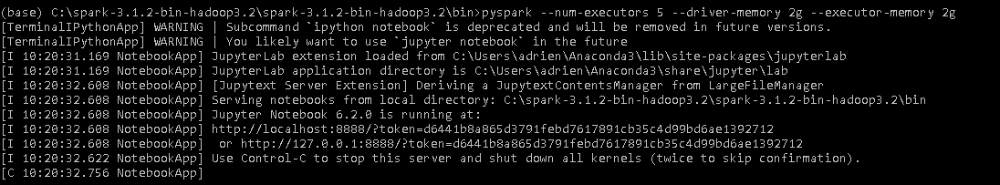 (base) C:\spark-3.1.2-bin-hadoop3.2\spark-3.1.2-bin-hadoop3.2\bin>pyspark --num-executors 5 --driver-memory 2g --executor-memory 2g
[TerminalIPythonApp] WARNING | Subcommand `ipython notebook` is deprecated and will be removed in future versions.
[TerminalIPythonApp] WARNING | You likely want to use `jupyter notebook` in the future
[I 10:20:31.169 NotebookApp] JupyterLab extension loaded from C:\Users\adrien\Anaconda3\lib\site-packages\jupyterlab
[I 10:20:31.169 NotebookApp] JupyterLab application directory is C:\Users\adrien\Anaconda3\share\jupyter\lab
[I 10:20:32.608 NotebookApp] [Jupytext Server Extension] Deriving a JupytextContentsManager from LargeFileManager
[I 10:20:32.608 NotebookApp] Serving notebooks from local directory: C:\spark-3.1.2-bin-hadoop3.2\spark-3.1.2-bin-hadoop3.2\bin
[I 10:20:32.608 NotebookApp] Jupyter Notebook 6.2.0 is running at:
[I 10:20:32.608 NotebookApp] http://localhost:8888/?token=d6441b8a865d3791febd7617891cb35c4d99bd6ae1392712
[I 10:20:32.608 NotebookApp]  or http://127.0.0.1:8888/?token=d6441b8a865d3791febd7617891cb35c4d99bd6ae1392712
[I 10:20:32.622 NotebookApp] Use Control-C to stop this server and shut down all kernels (twice to skip confirmation).
[C 10:20:32.756 NotebookApp]